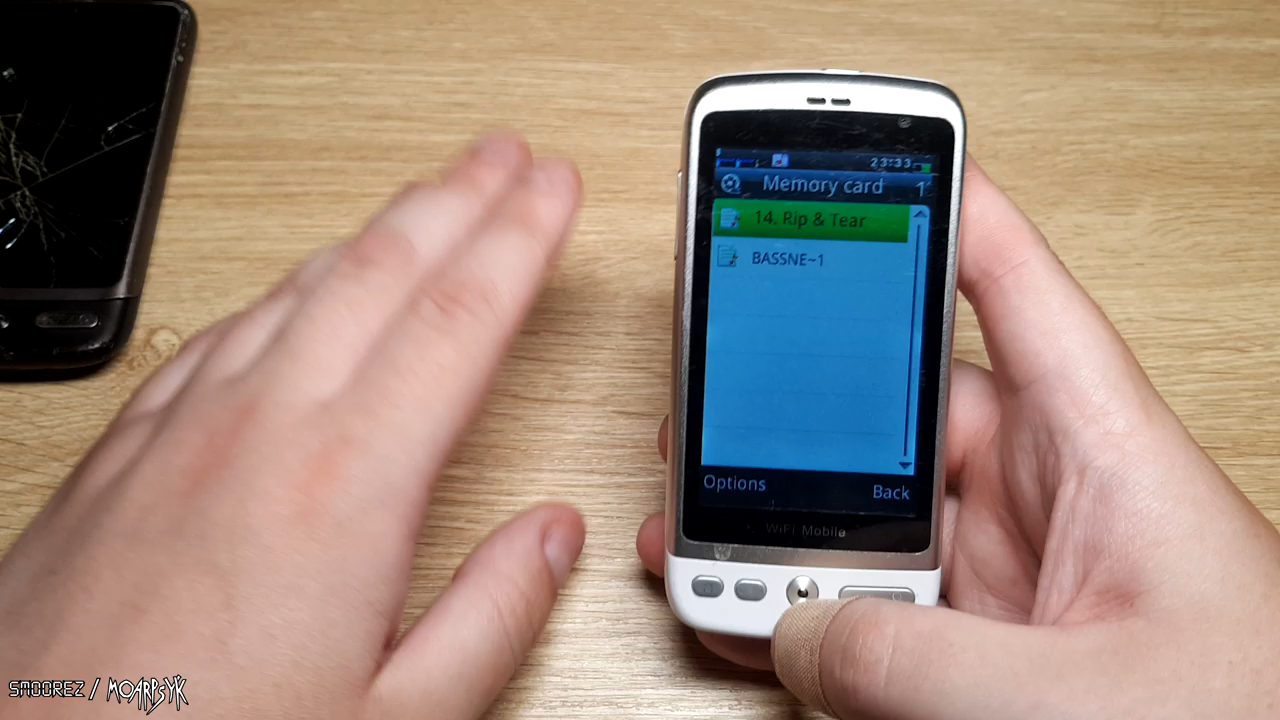 23:33
Memory card 1
14. Rip & Tear
BASSNE~1
Options Back
WiFi Mobile
SMOOREZ / MOARPSYK